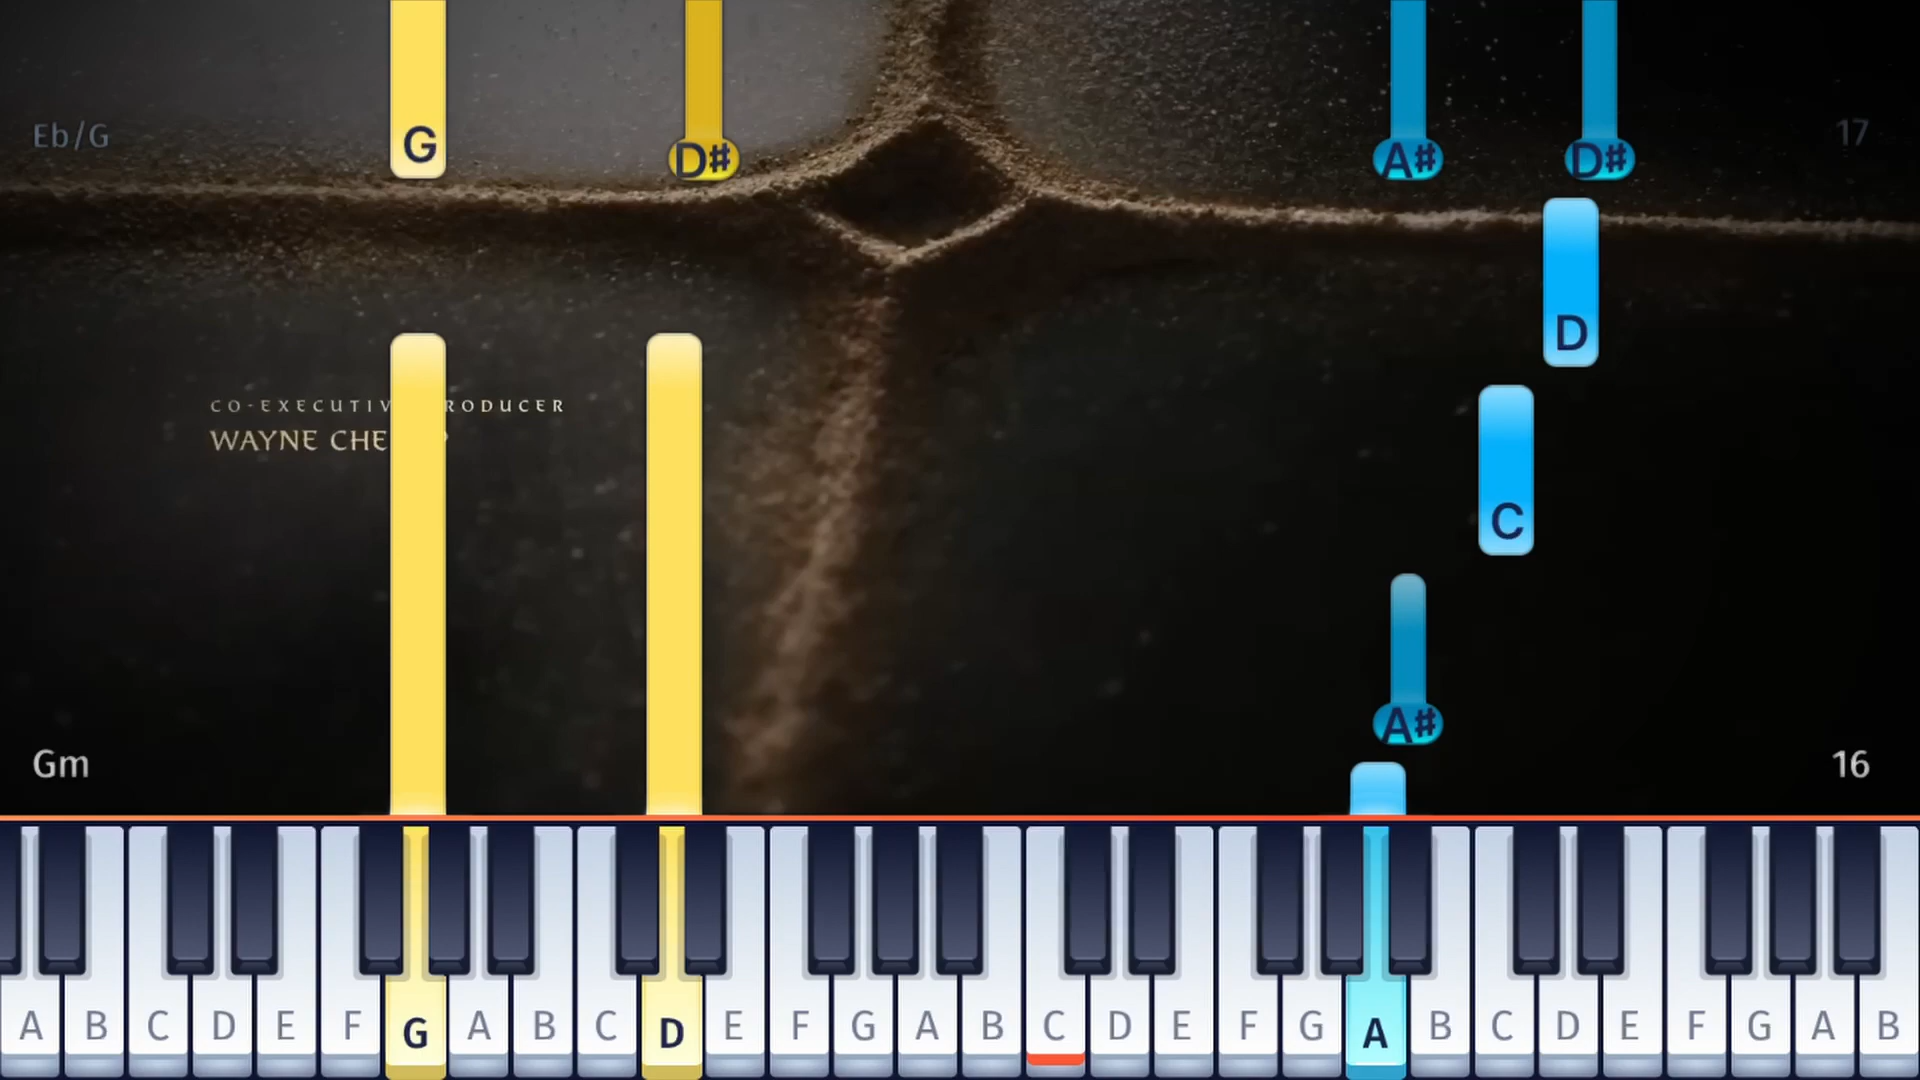 G
D#
A#
D#
Eb/G
17
D
CO-EXECUTIV RODUCER
WAYNE CHE
C
A#
Gm
16
A B C D E F G A B C D E F G A B C D E F G A B C D E F G A B